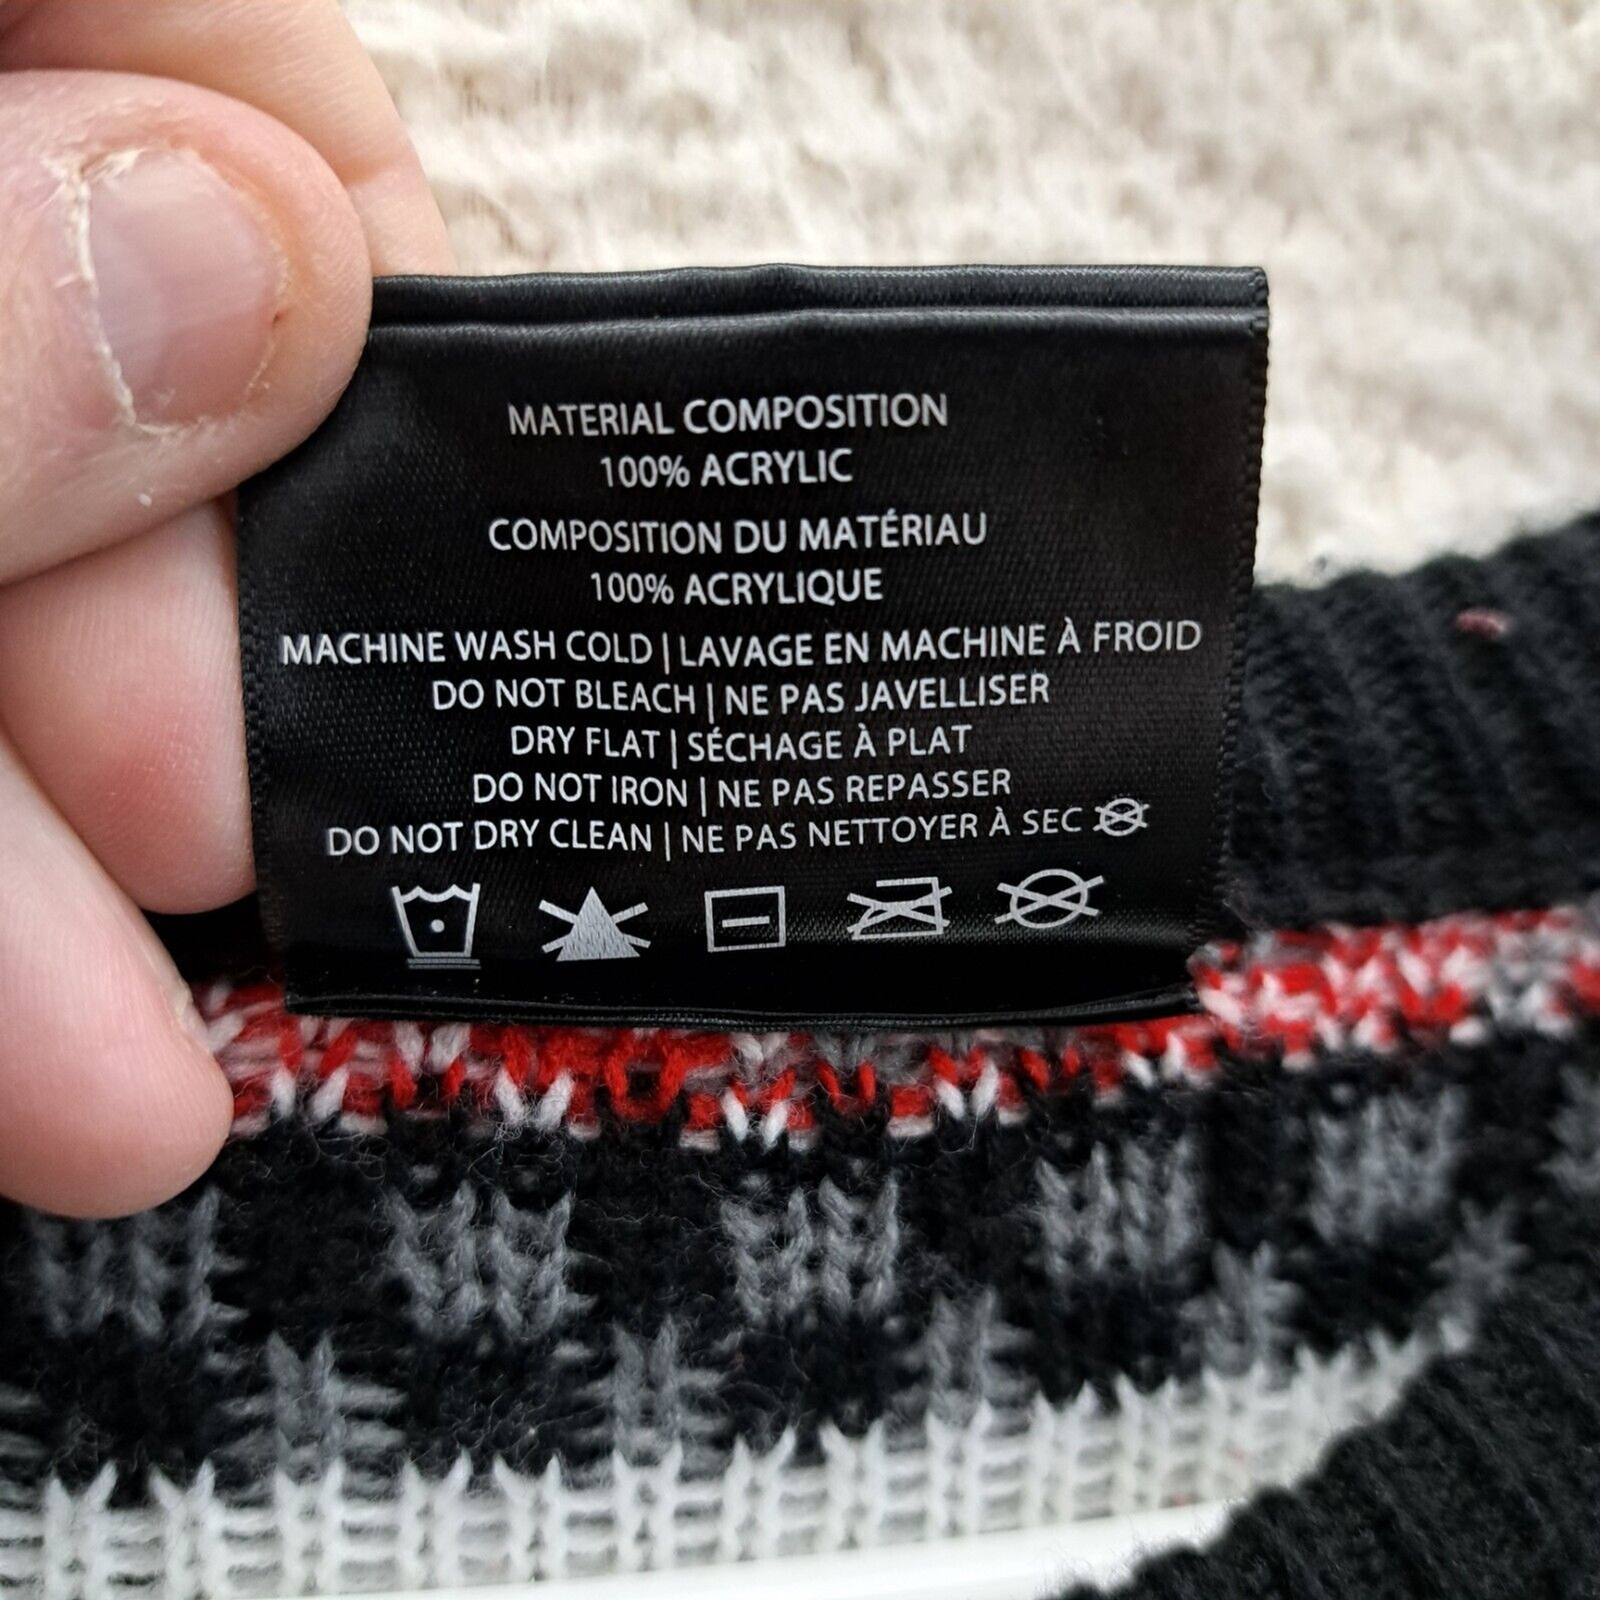 MATERIAL COMPOSITION
100% ACRYLIC
COMPOSITION DU MATÉRIAU
100% ACRYLIQUE
MACHINE WASH COLD | LAVAGE EN MACHINE À FROID
DO NOT BLEACH | NE PAS JAVELLISER
DRY FLAT | SÉCHAGE À PLAT
DO NOT IRON | NE PAS REPASSER
DO NOT DRY CLEAN | NE PAS NETTOYER À SEC